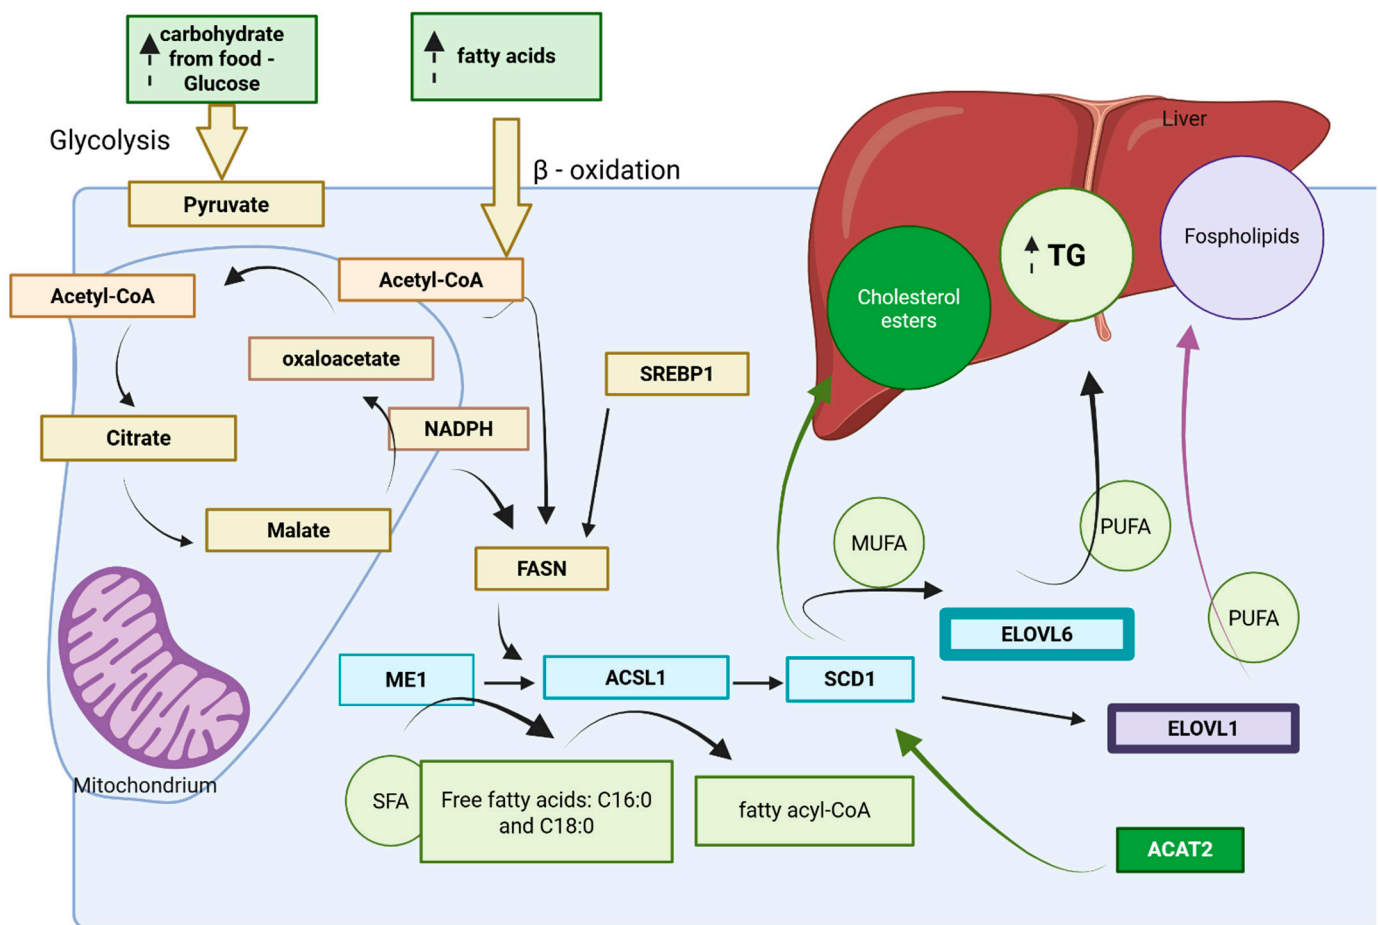 carbohydrate
from food -
Glucose
fatty acids
Glycolysis
β - oxidation
Liver
Pyruvate
Acetyl-CoA
Acetyl-CoA
oxaloacetate
SREBP1
Citrate
NADPH
Malate
FASN
Cholesterol
esters
TG
Fospholipids
MUFA
PUFA
PUFA
ELOVL6
ME1
ACSL1
SCD1
ELOVL1
Mitochondrium
SFA
Free fatty acids: C16:0
and C18:0
fatty acyl-CoA
ACAT2